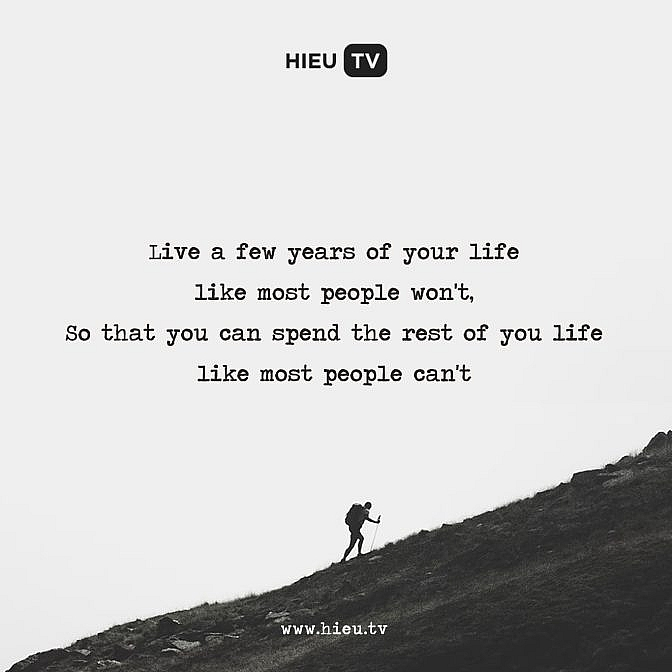 HIEU TV
Live a few years of your life
like most people won't,
So that you can spend the rest of you life
like most people can't
www.hieu.tv